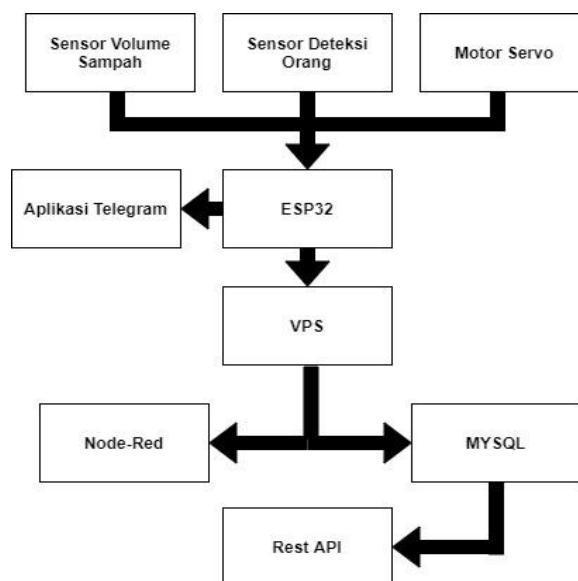 Sensor Volume
Sampah
Sensor Deteksi
Orang
Motor Servo
Aplikasi Telegram
ESP32
VPS
Node-Red
MYSQL
Rest API